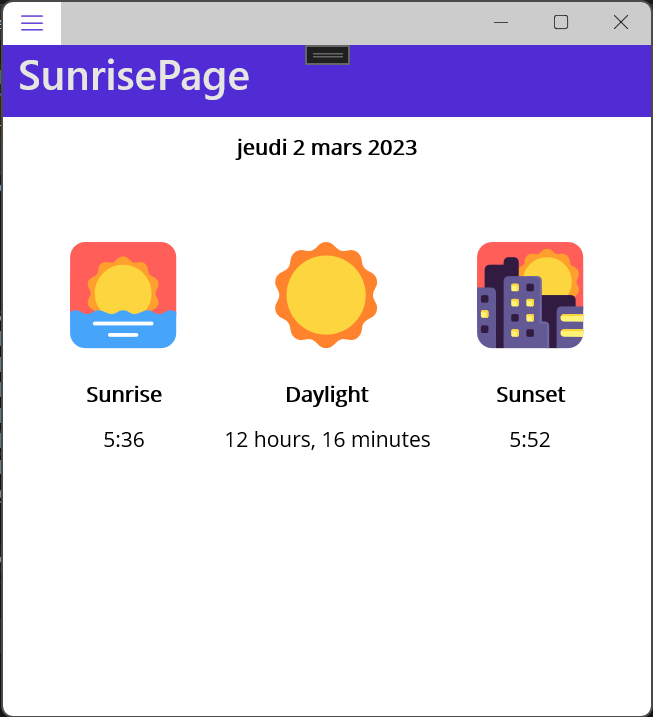 SunrisePage
jeudi 2 mars 2023
Sunrise Daylight Sunset
5:36 12 hours, 16 minutes 5:52